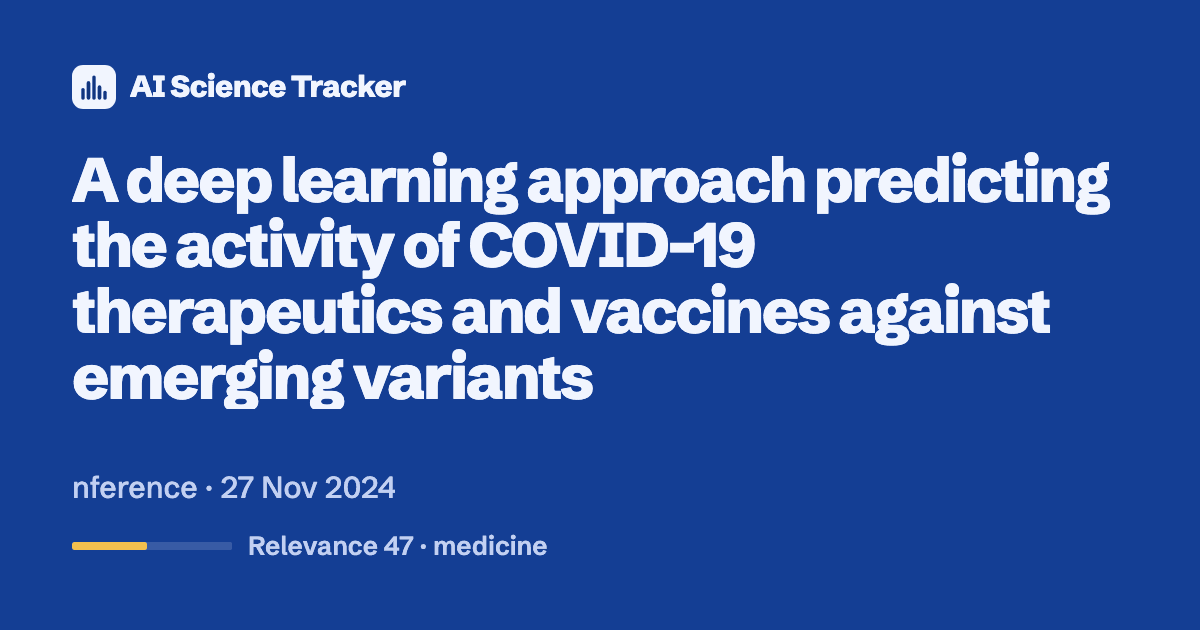 AI Science Tracker
A deep learning approach predicting
the activity of COVID-19
therapeutics and vaccines against
emerging variants
nference · 27 Nov 2024
Relevance 47 · medicine